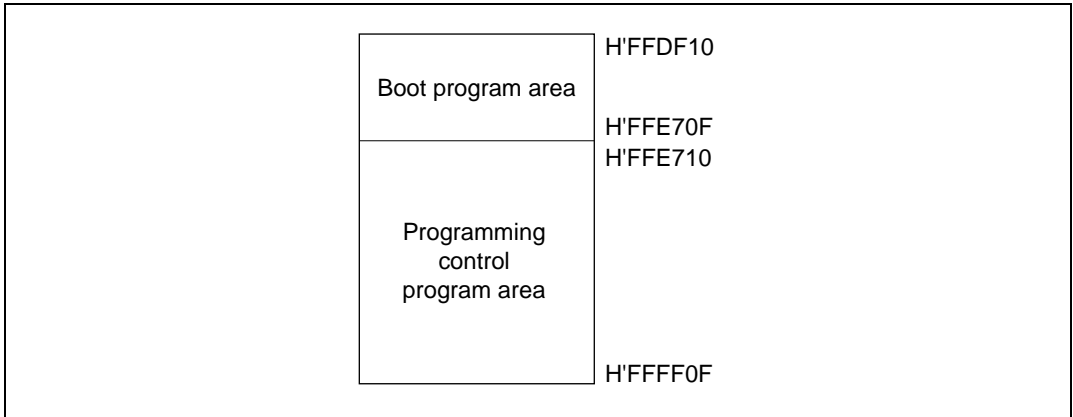 H'FFDF10
Boot program area
H'FFE70F
H'FFE710
Programming
control
program area
H'FFFF0F